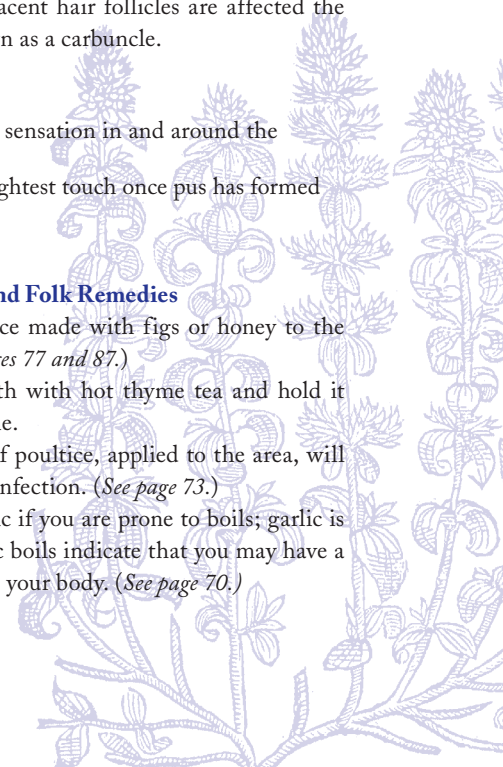 acent hair follicles are affected the
n as a carbuncle.
sensation in and around the
ghtest touch once pus has formed
nd Folk Remedies
ce made with figs or honey to the
es 77 and 87.)
th with hot thyme tea and hold it
e.
f poultice, applied to the area, will
nfection. (See page 73.)
c if you are prone to boils; garlic is
c boils indicate that you may have a
your body. (See page 70.)